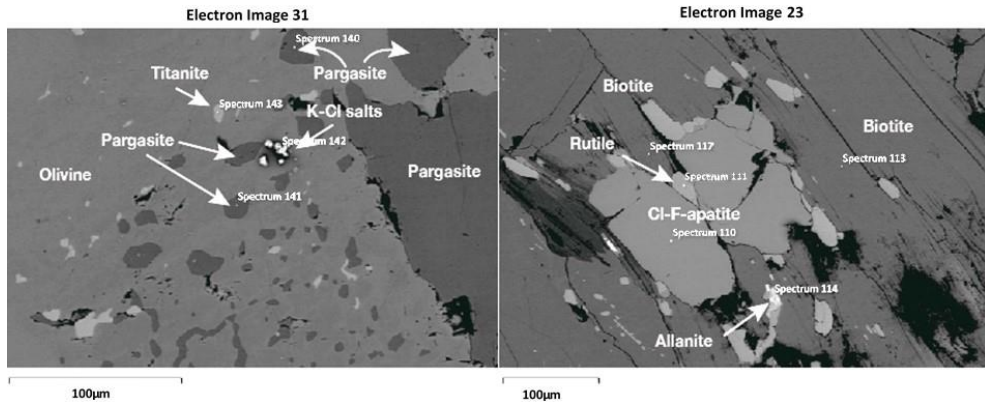 Electron Image 31
Spectrum 140
Pargasite
Titanite
Spectrum 143
K-Cl salts
Pargasite
Spectrum 142
Olivine
Pargasite
Spectrum 141
100µm
Electron Image 23
Biotite
Biotite
Rutile
Spectrum 117
Spectrum 113
Spectrum 111
Cl-F-apatite
Spectrum 110
Spectrum 114
Allanite
100µm